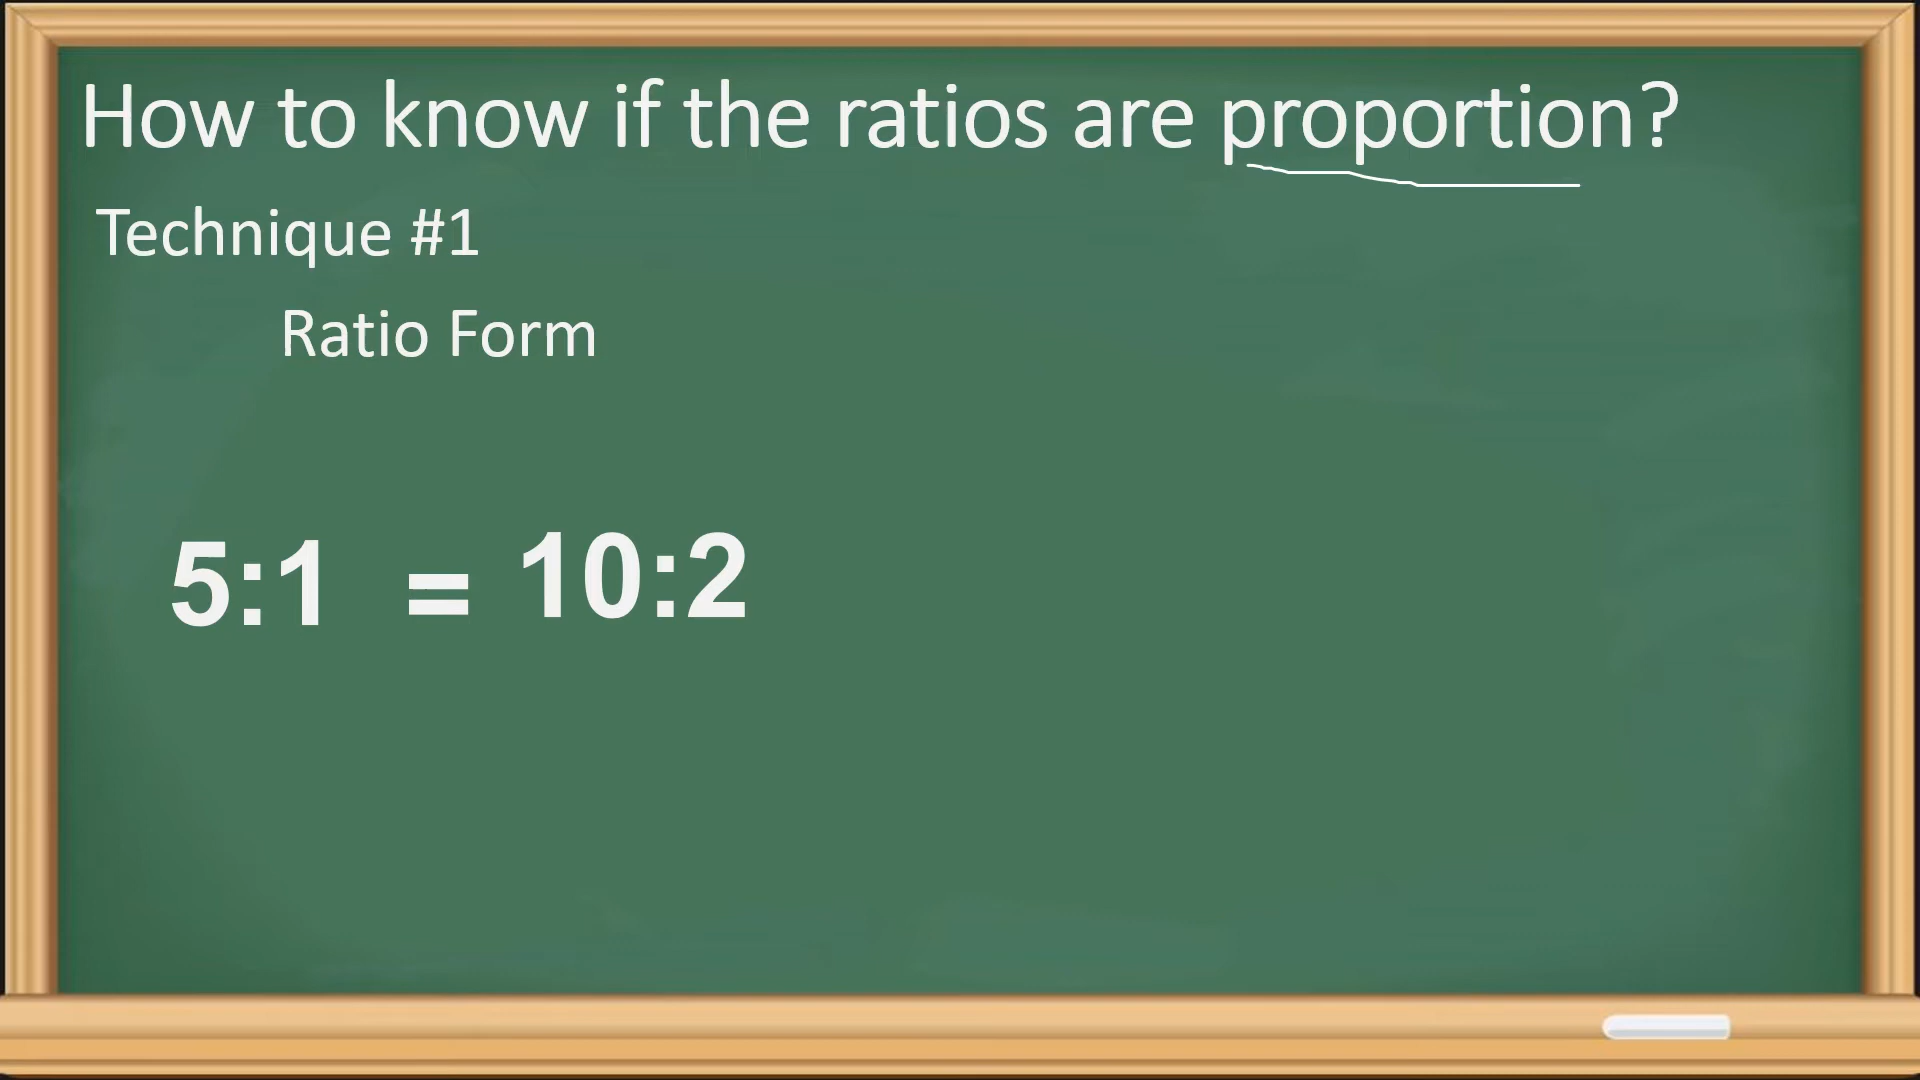 How to know if the ratios are proportion?
Technique #1
Ratio Form
5:1 = 10:2